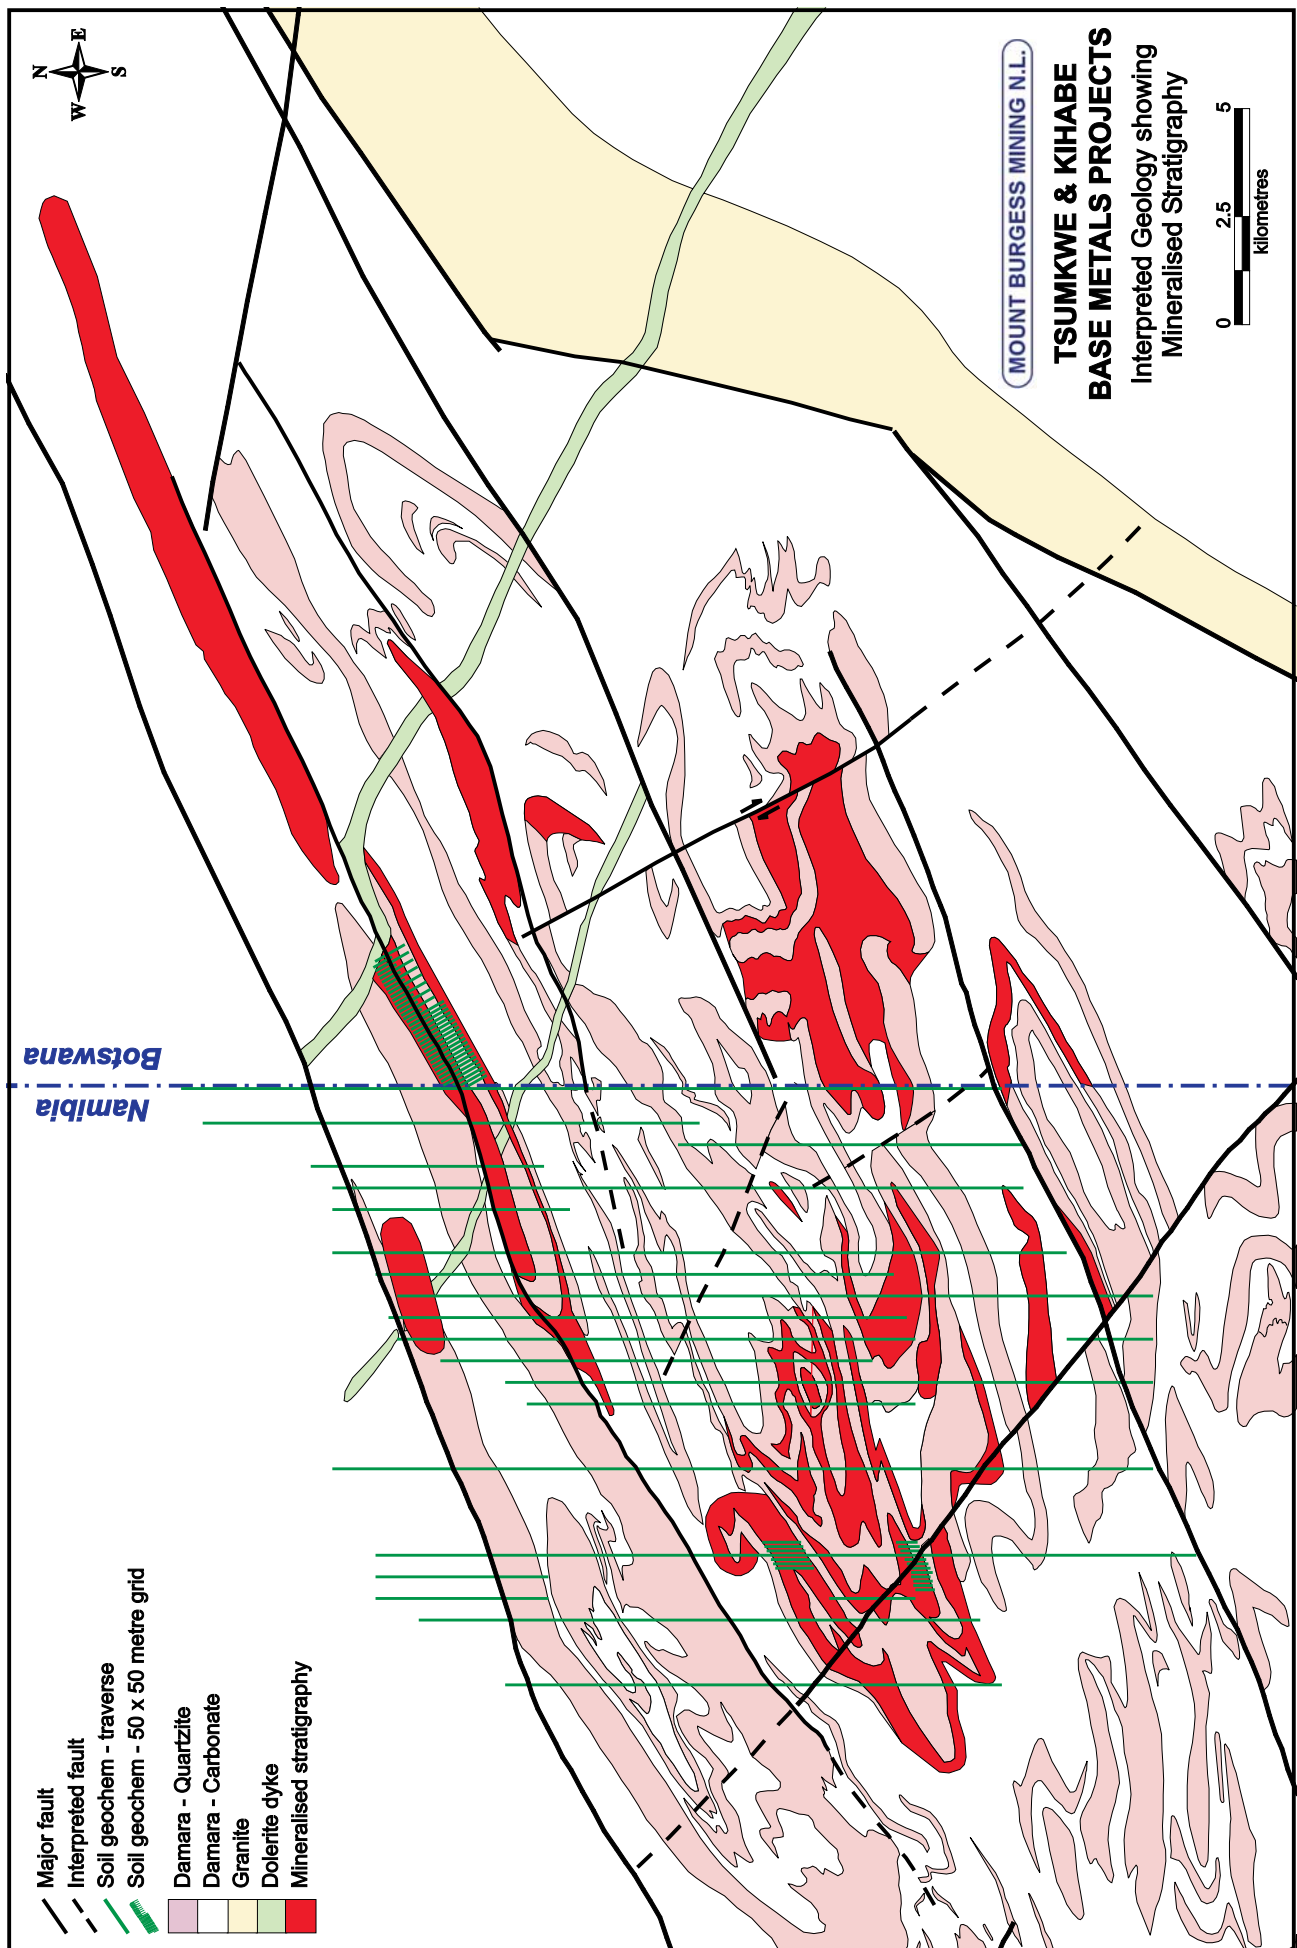 N
E
S
W
MOUNT BURGESS MINING N.L.
TSUMKWE & KIHABE
BASE METALS PROJECTS
Interpreted Geology showing
Mineralised Stratigraphy
0 2.5 5
kilometres
Namibia
Botswana
Major fault
Interpreted fault
Soil geochem - traverse
Soil geochem - 50 x 50 metre grid
Damara - Quartzite
Damara - Carbonate
Granite
Dolerite dyke
Mineralised stratigraphy